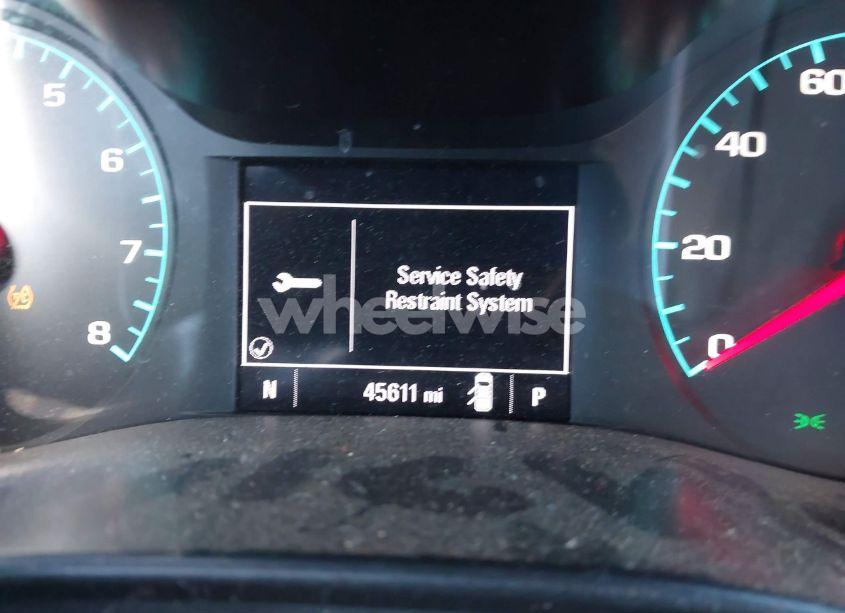 5
6
7
8
Service Safety
Restraint System
wheelwise
N 45611 mi P
60
40
20
0